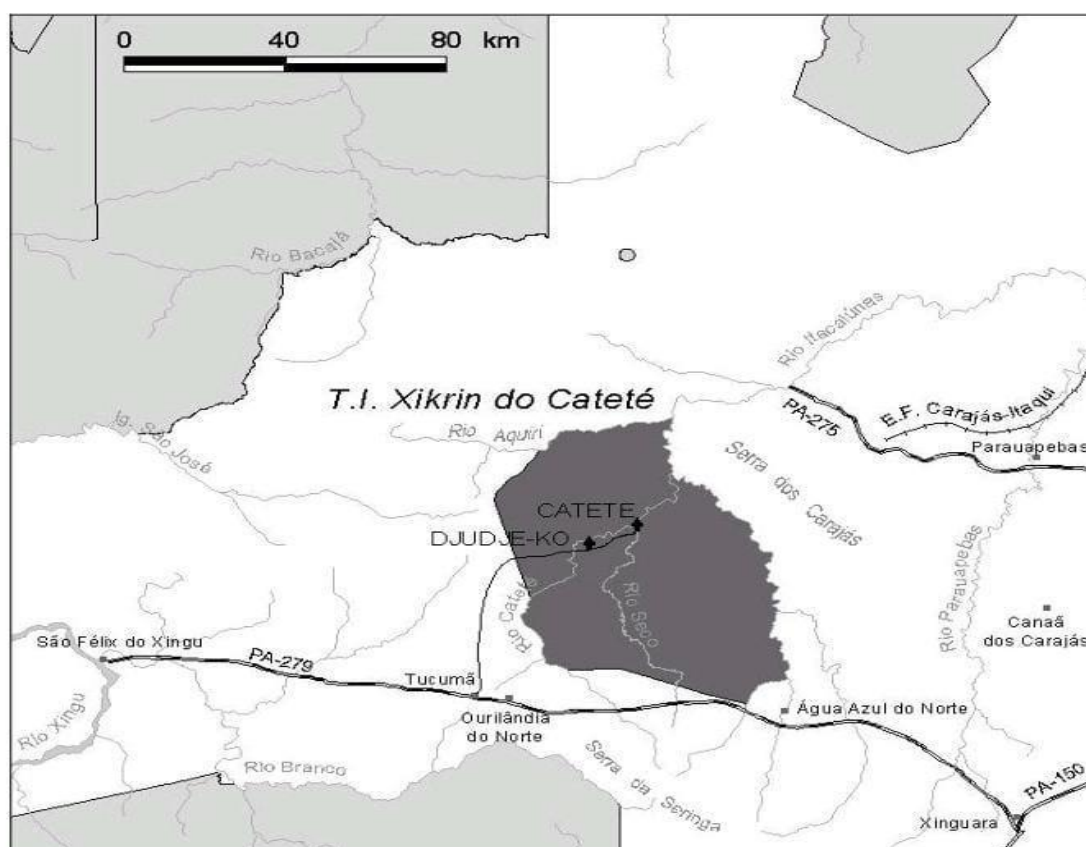 0 40 80 km
Rio Bacajá
Rio Itacaiúnas
T.I. Xikrin do Cateté
PA-275
E.F. Carajás-Itaqui
Ig. São José
Rio Aquiri
Parauapebas
Serra dos Carajás
CATETE
DJUDJE-KO
Rio Cateté
Rio Seco
Rio Parauapebas
Canaã
dos Carajás
São Félix do Xingu
PA-279
Tucumã
Rio Xingu
Ourilândia
do Norte
Água Azul do Norte
Rio Branco
Serra da Seringa
PA-150
Xinguara